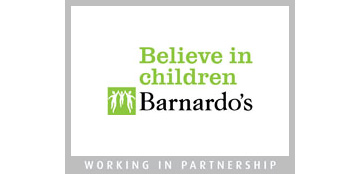 Believe in
children
Barnardo's
WORKING IN PARTNERSHIP